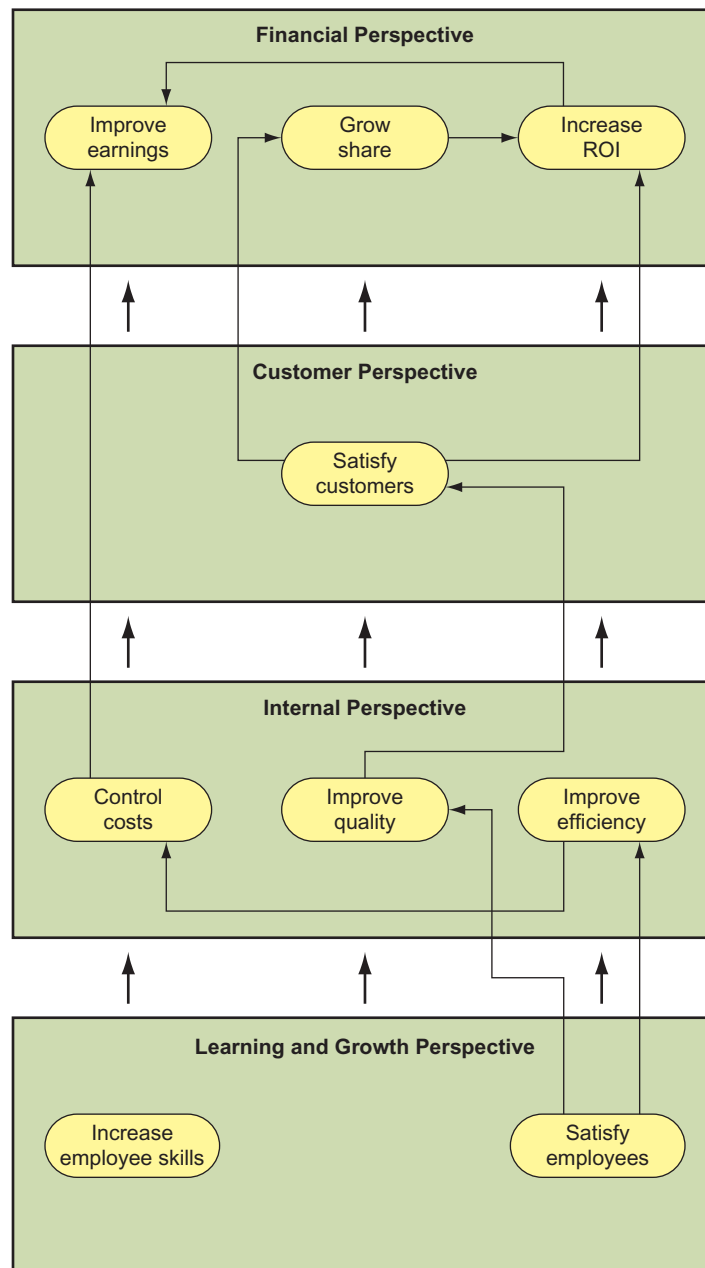 Financial Perspective
Improve
earnings
Grow
share
Increase
ROI
Customer Perspective
Satisfy
customers
Internal Perspective
Control
costs
Improve
quality
Improve
efficiency
Learning and Growth Perspective
Increase
employee skills
Satisfy
employees